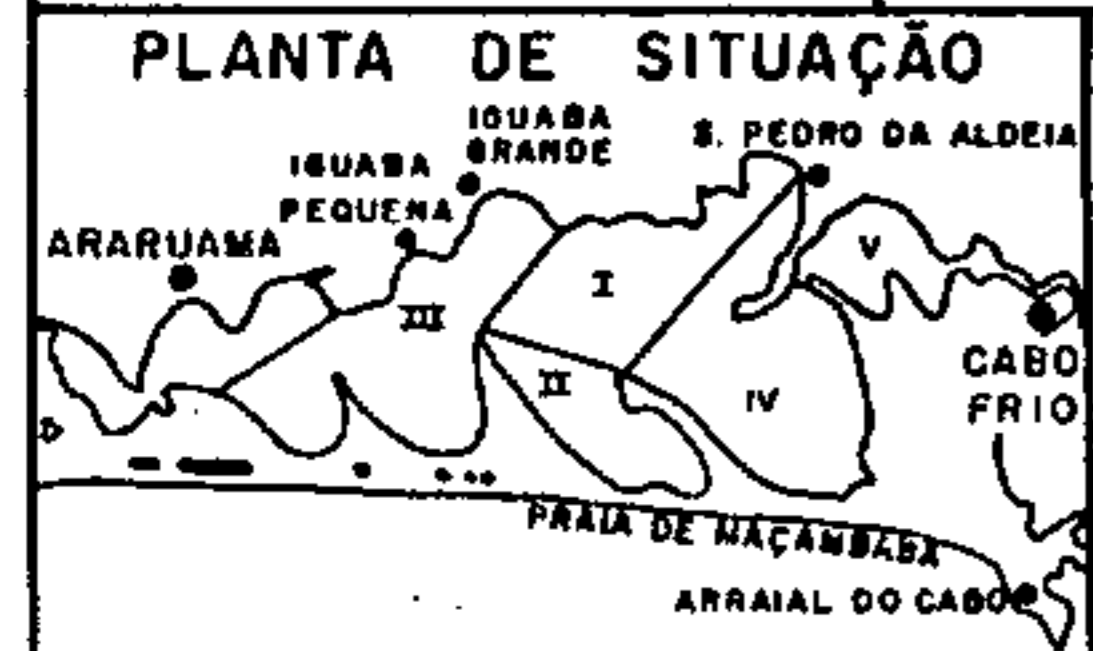 PLANTA DE SITUAÇÃO
IGUABA
GRANDE
S. PEDRO DA ALDEIA
IGUABA
PEQUENA
ARARUAMA
V
I
III
CABO
FRIO
II
IV
PRAIA DE MAÇAMBABA
ARRAIAL DO CABO